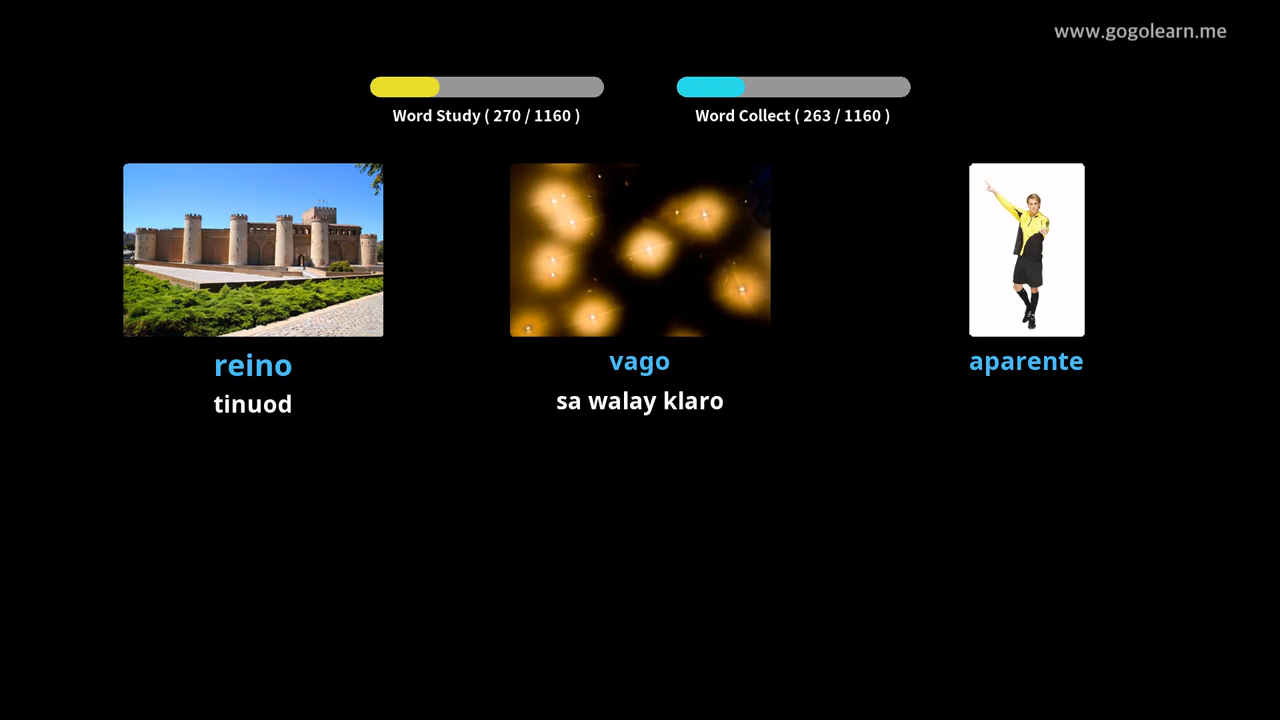 www.gogolearn.me
Word Study ( 270 / 1160 )
Word Collect ( 263 / 1160 )
reino
tinuod
vago
sa walay klaro
aparente